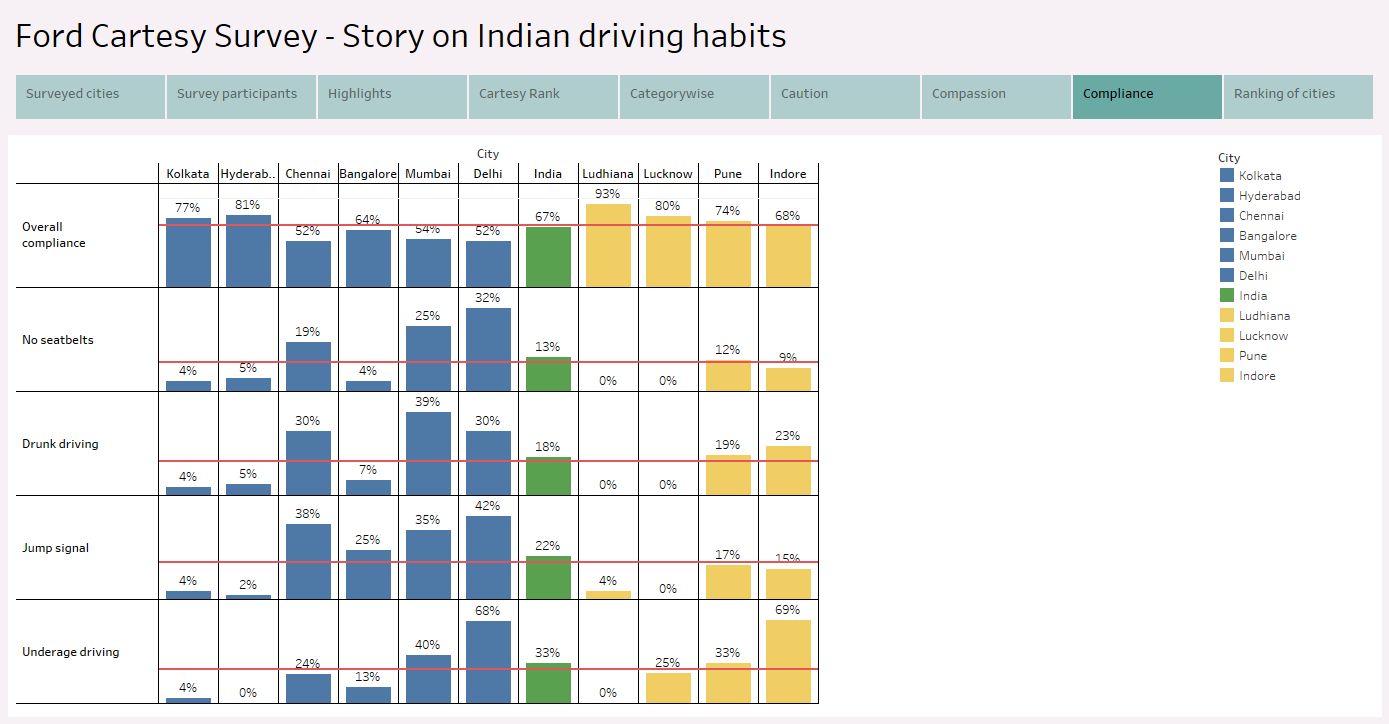 Ford Cartesy Survey - Story on Indian driving habits
Surveyed cities Survey participants Highlights Cartesy Rank Categorywise Caution Compassion Compliance Ranking of cities
City
Kolkata Hyderab.. Chennai Bangalore Mumbai Delhi India Ludhiana Lucknow Pune Indore
Overall
compliance
77% 81% 52% 64% 54% 52% 67% 93% 80% 74% 68%
No seatbelts
4% 5% 19% 4% 25% 32% 13% 0% 0% 12% 9%
Drunk driving
4% 5% 30% 7% 39% 30% 18% 0% 0% 19% 23%
Jump signal
4% 2% 38% 25% 35% 42% 22% 4% 0% 17% 15%
Underage driving
4% 0% 24% 13% 40% 68% 33% 0% 25% 33% 69%
City
Kolkata
Hyderabad
Chennai
Bangalore
Mumbai
Delhi
India
Ludhiana
Lucknow
Pune
Indore